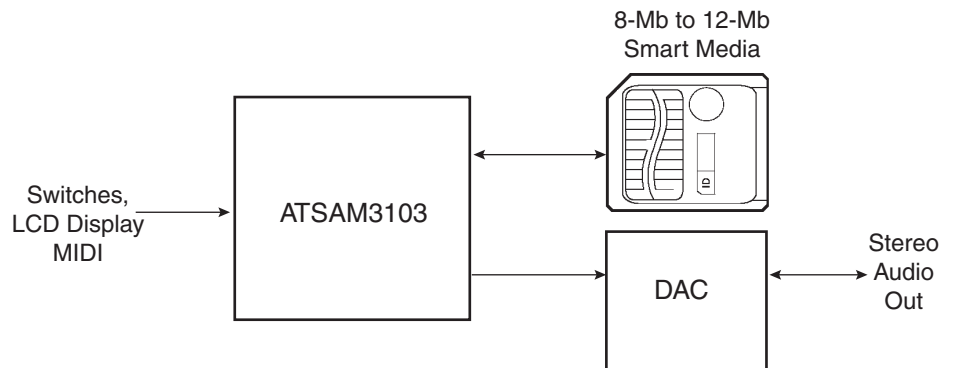 8-Mb to 12-Mb
Smart Media
ID
Switches,
LCD Display
MIDI
ATSAM3103
DAC
Stereo
Audio
Out